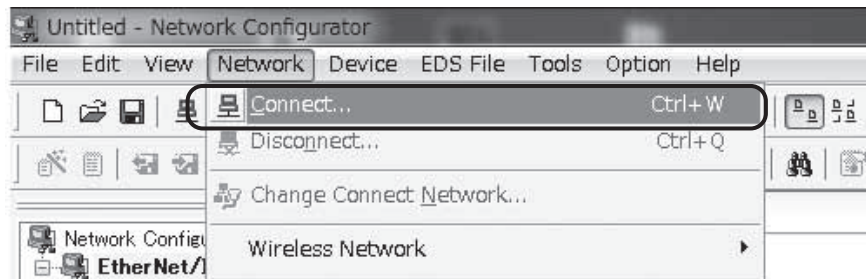 Untitled - Network Configurator
File Edit View Network Device EDS File Tools Option Help
Connect... Ctrl+W
Disconnect... Ctrl+Q
Change Connect Network...
Wireless Network
Network
EtherNet/